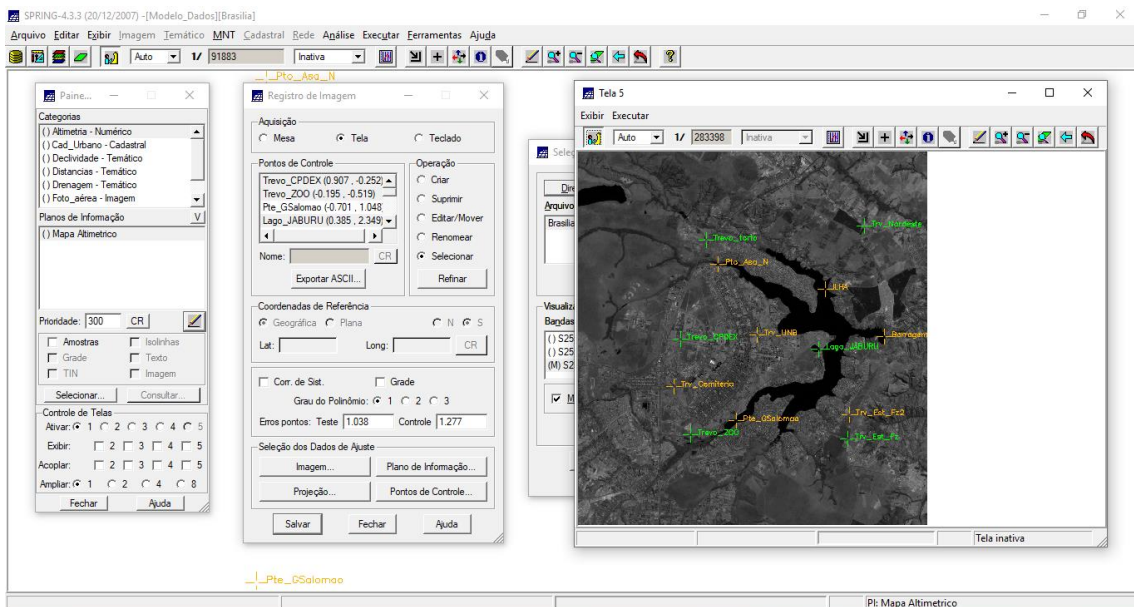 SPRING-4.3.3 (20/12/2007) -[Modelo_Dados][Brasilia]
Arquivo Editar Exibir Imagem Temático MNT Cadastral Rede Análise Executar Ferramentas Ajuda
Auto 1/ 91883 Inativa
Pto_Asa_N
Paine...
Categorias
( ) Altimetria - Numérico
( ) Cad_Urbano - Cadastral
( ) Declividade - Temático
( ) Distancias - Temático
( ) Drenagem - Temático
( ) Foto_aérea - Imagem
Planos de Informação V
( ) Mapa Altimetrico
Prioridade: 300 CR
Amostras Isolinhas
Grade Texto
TIN Imagem
Selecionar... Consultar...
Controle de Telas
Ativar: 1 2 3 4 5
Exibir: 2 3 4 5
Acoplar: 2 3 4 5
Ampliar: 1 2 4 8
Fechar Ajuda
Registro de Imagem
Aquisição
Mesa Tela Teclado
Pontos de Controle
Trevo_CPDEX (0.907 , -0.252)
Trevo_ZOO (-0.195 , -0.519)
Pte_GSalomao (-0.701 , 1.048)
Lago_JABURU (0.385 , 2.349)
Nome: CR
Exportar ASCII...
Operação
Criar
Suprimir
Editar/Mover
Renomear
Selecionar
Refinar
Coordenadas de Referência
Geográfica Plana N S
Lat: Long: CR
Corr. de Sist. Grade
Grau do Polinômio: 1 2 3
Erros pontos: Teste 1.038 Controle 1.277
Seleção dos Dados de Ajuste
Imagem... Plano de Informação...
Projeção... Pontos de Controle...
Salvar Fechar Ajuda
Pte_GSalomao
Seleç
Dire
Arquivo
Brasilia
Visualiza
Bandas
( ) S25
( ) S25
(M) S2
M
Tela 5
Exibir Executar
Auto 1/ 283398 Inativa
Trv_Noroeste
Trevo_torto
Pto_Asa_N
JLHA
Trevo_CPDEX
Trv_UNB
Barragem
Lago_JABURU
Trv_Cemiterio
Pte_GSalomao
Trv_Est_Fz2
Trevo_ZOO
Trv_Est_Fz
Tela inativa
PI: Mapa Altimetrico